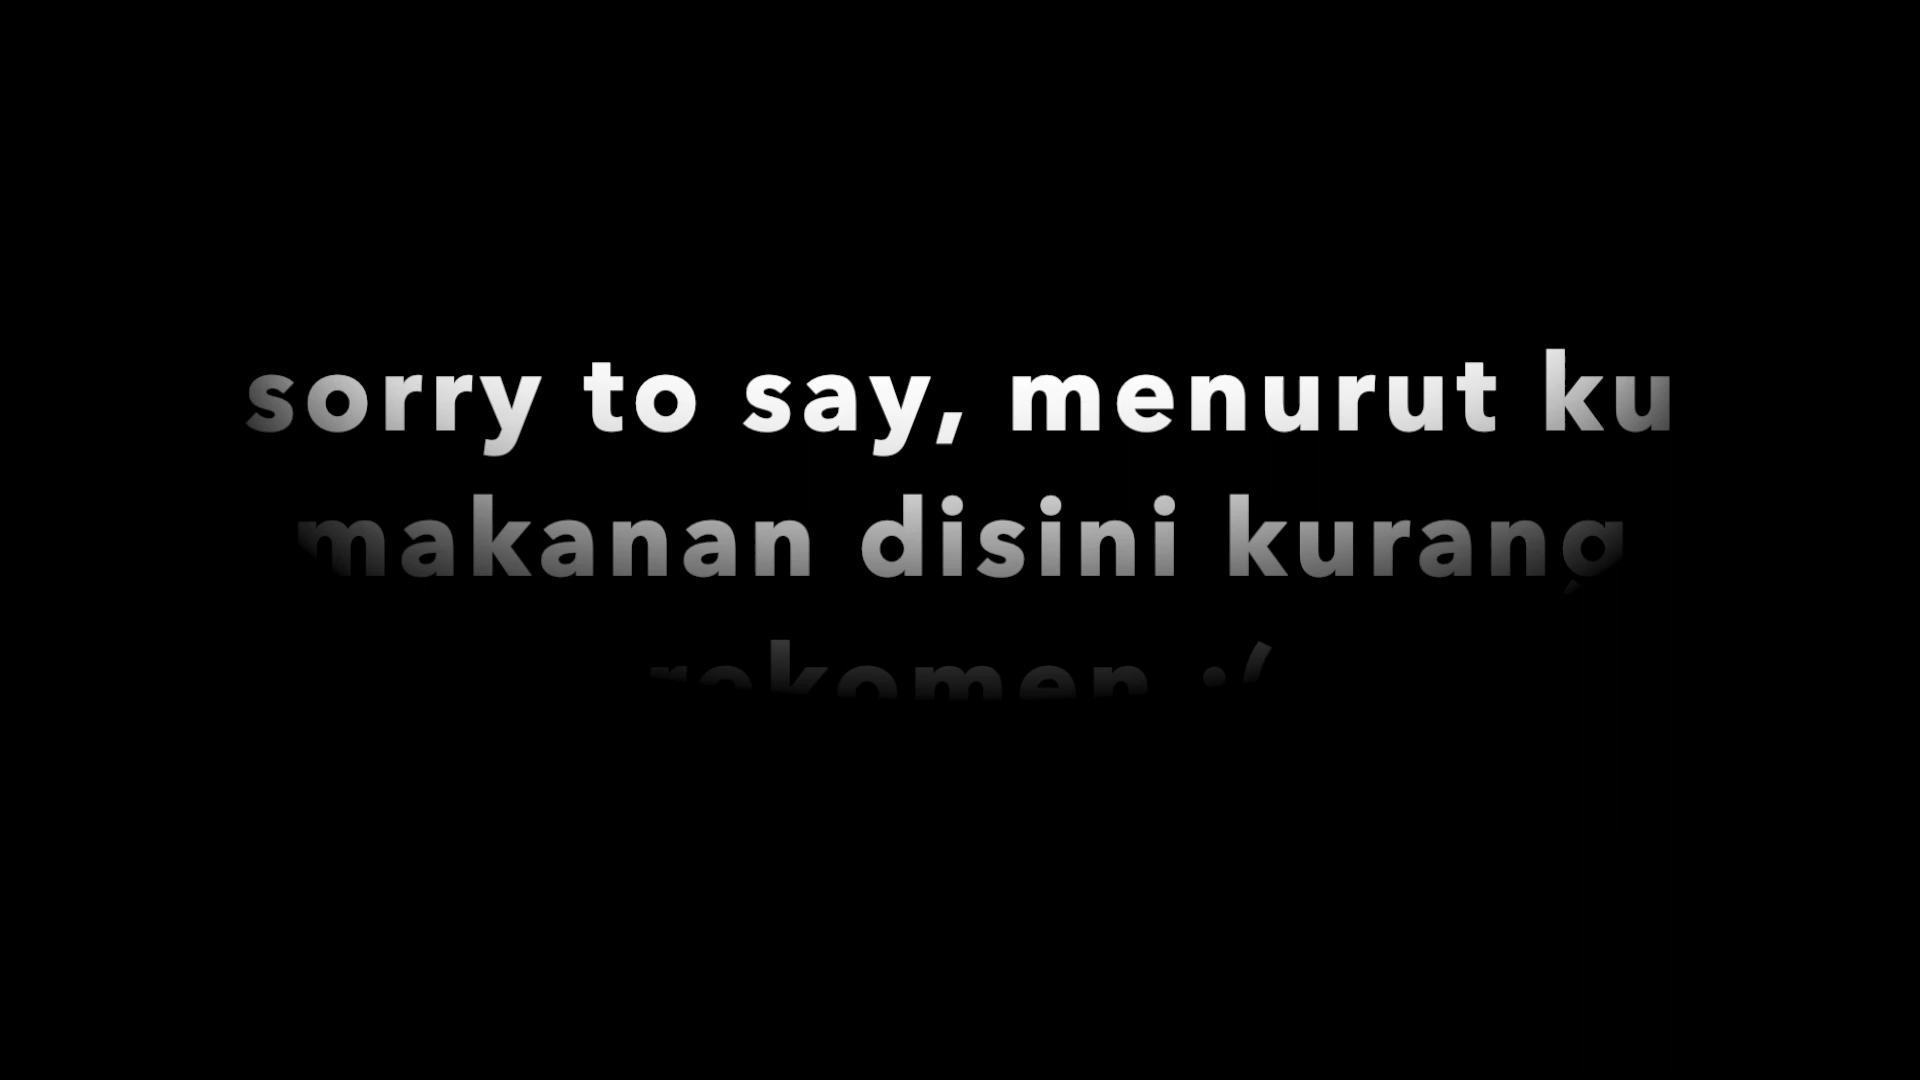 sorry to say, menurut ku
makanan disini kurang
rekomen :(